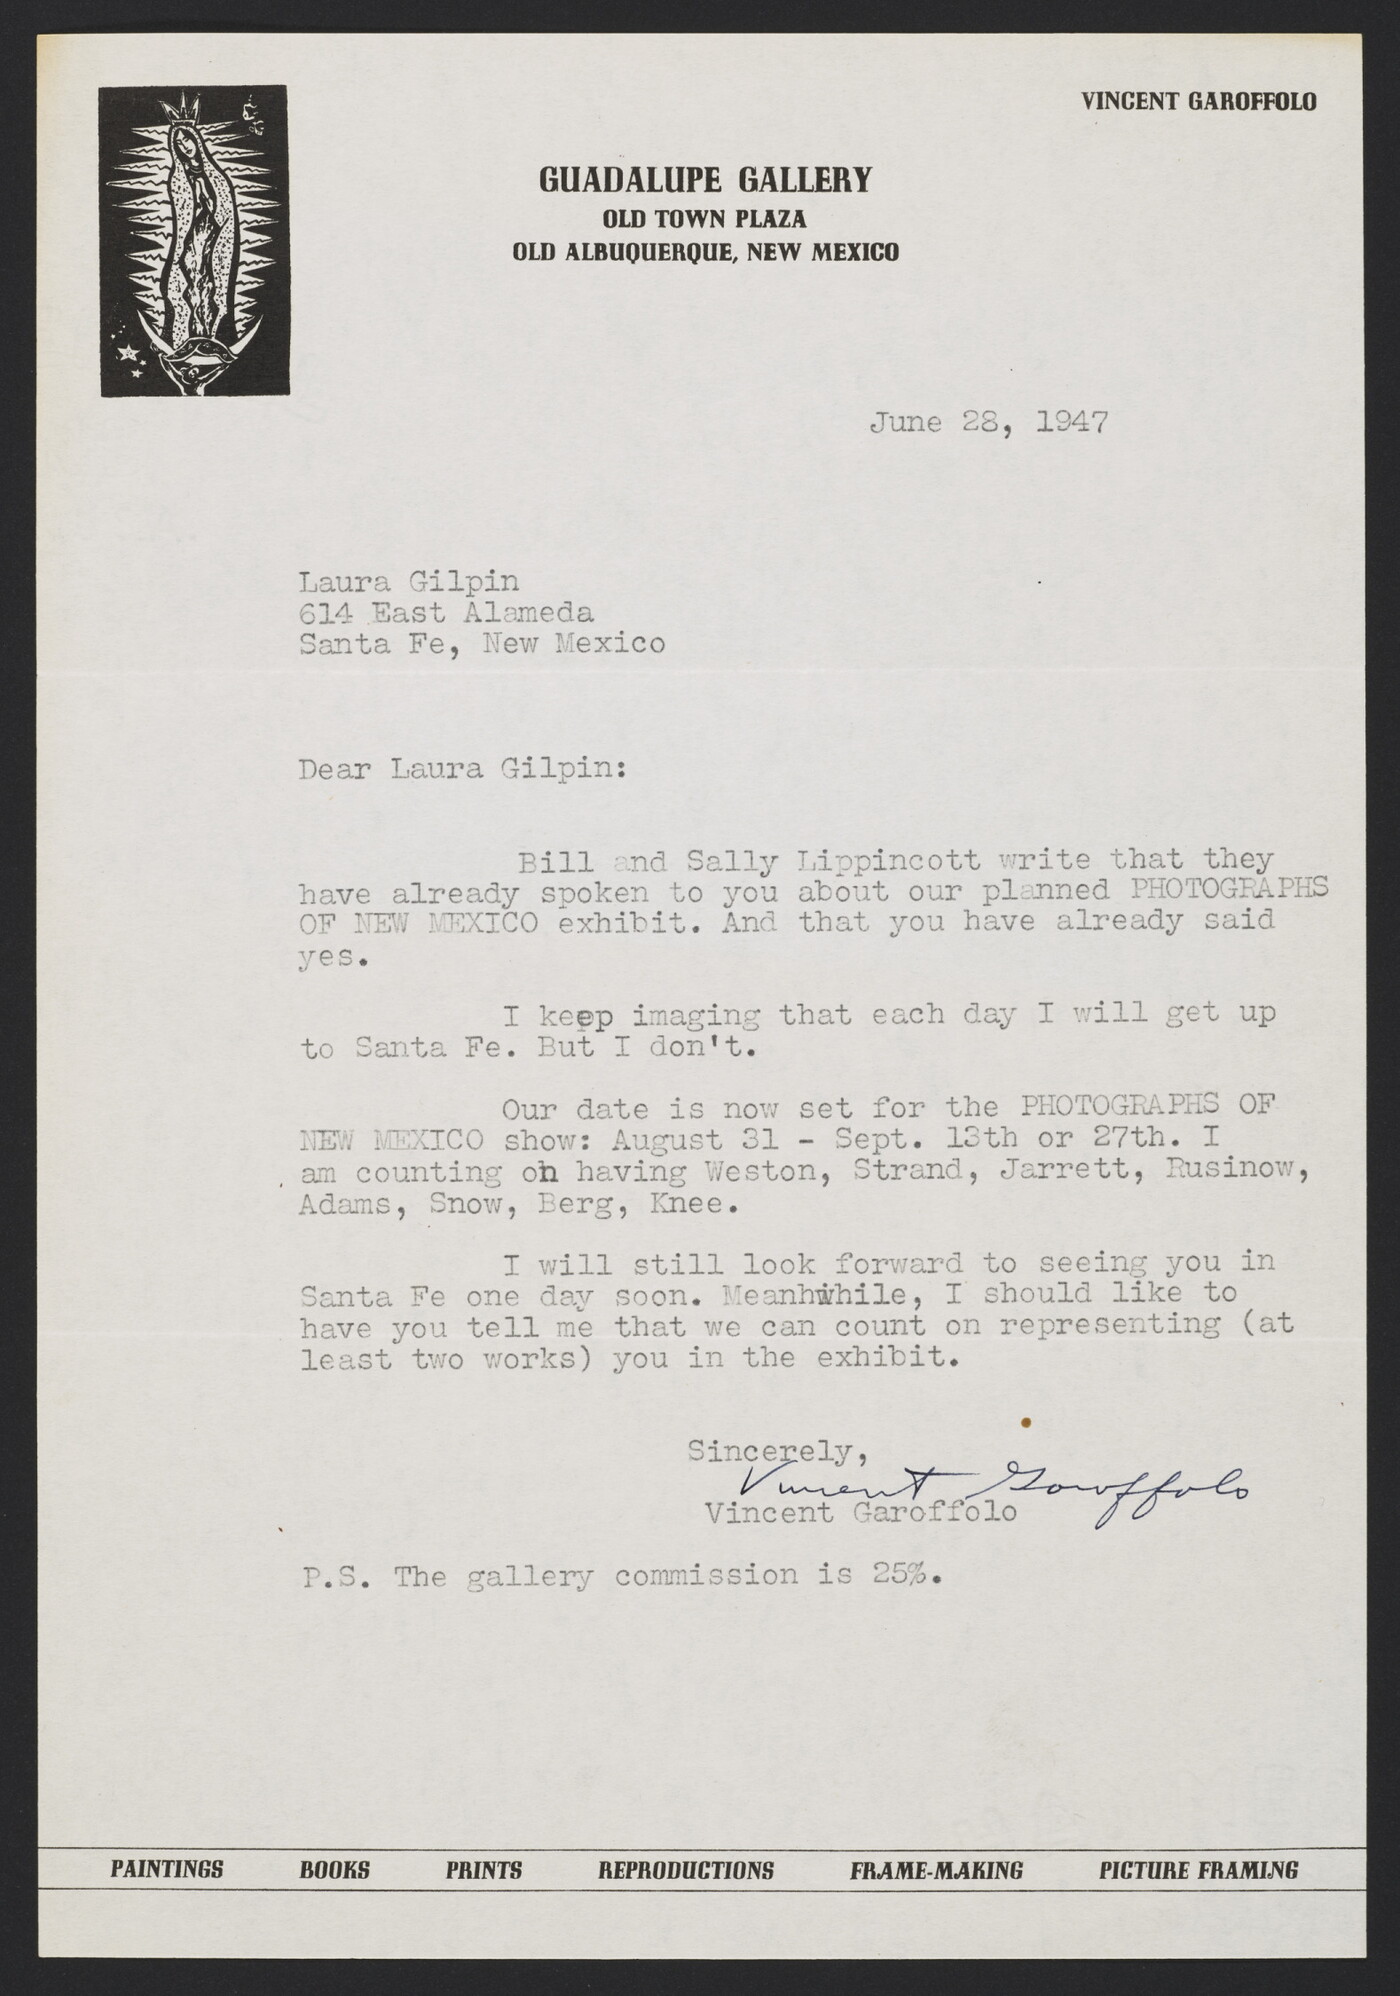 VINCENT GAROFFOLO
GUADALUPE GALLERY
OLD TOWN PLAZA
OLD ALBUQUERQUE, NEW MEXICO
June 28, 1947
Laura Gilpin
614 East Alameda
Santa Fe, New Mexico
Dear Laura Gilpin:
Bill and Sally Lippincott write that they
have already spoken to you about our planned PHOTOGRAPHS
OF NEW MEXICO exhibit. And that you have already said
yes.
I keep imaging that each day I will get up
to Santa Fe. But I don't.
Our date is now set for the PHOTOGRAPHS OF
NEW MEXICO show: August 31 - Sept. 13th or 27th. I
am counting on having Weston, Strand, Jarrett, Rusinow,
Adams, Snow, Berg, Knee.
I will still look forward to seeing you in
Santa Fe one day soon. Meanwhile, I should like to
have you tell me that we can count on representing (at
least two works) you in the exhibit.
Sincerely,
Vincent Garoffolo
Vincent Garoffolo
P.S. The gallery commission is 25%.
PAINTINGS BOOKS PRINTS REPRODUCTIONS FRAME-MAKING PICTURE FRAMING